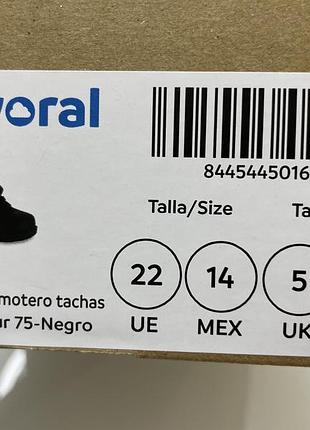 yoral
8445445016
Talla/Size Ta
22 14 5
UE MEX UK
motero tachas
ur 75-Negro